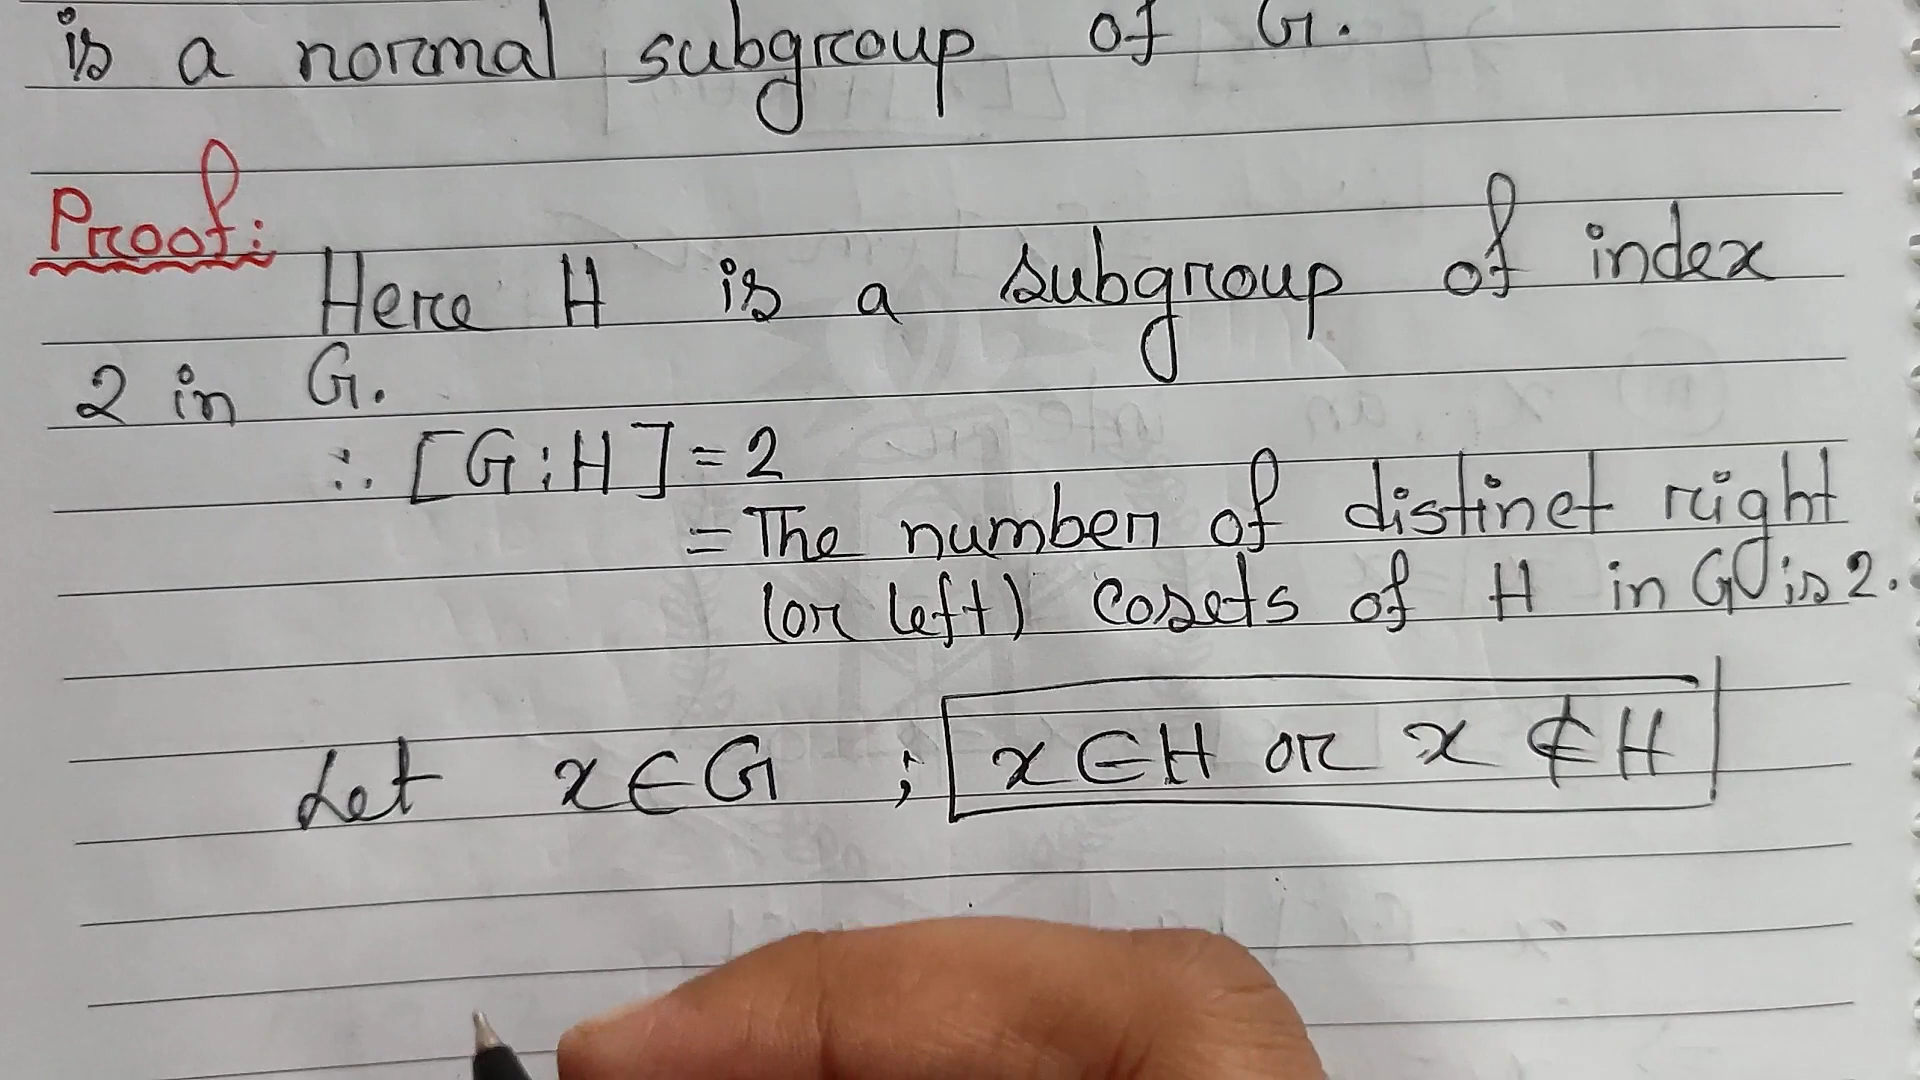 is a normal subgroup of G.
Proof:
Here H is a subgroup of index
2 in G.
∴ [G:H] = 2
= The number of distinct right
(or left) cosets of H in G is 2.
Let x∈G ; x∈H or x ∉ H